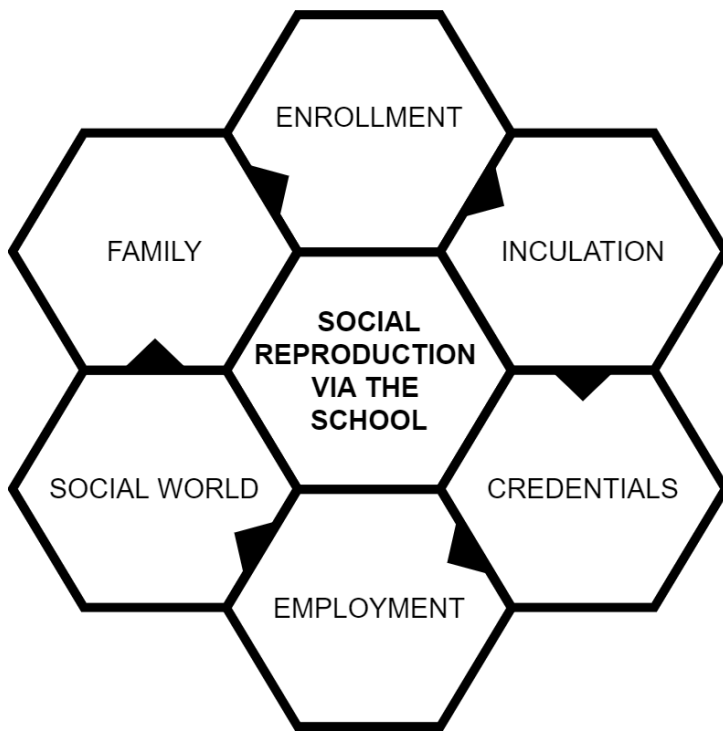 ENROLLMENT
FAMILY
INCULATION
SOCIAL
REPRODUCTION
VIA THE
SCHOOL
SOCIAL WORLD
CREDENTIALS
EMPLOYMENT